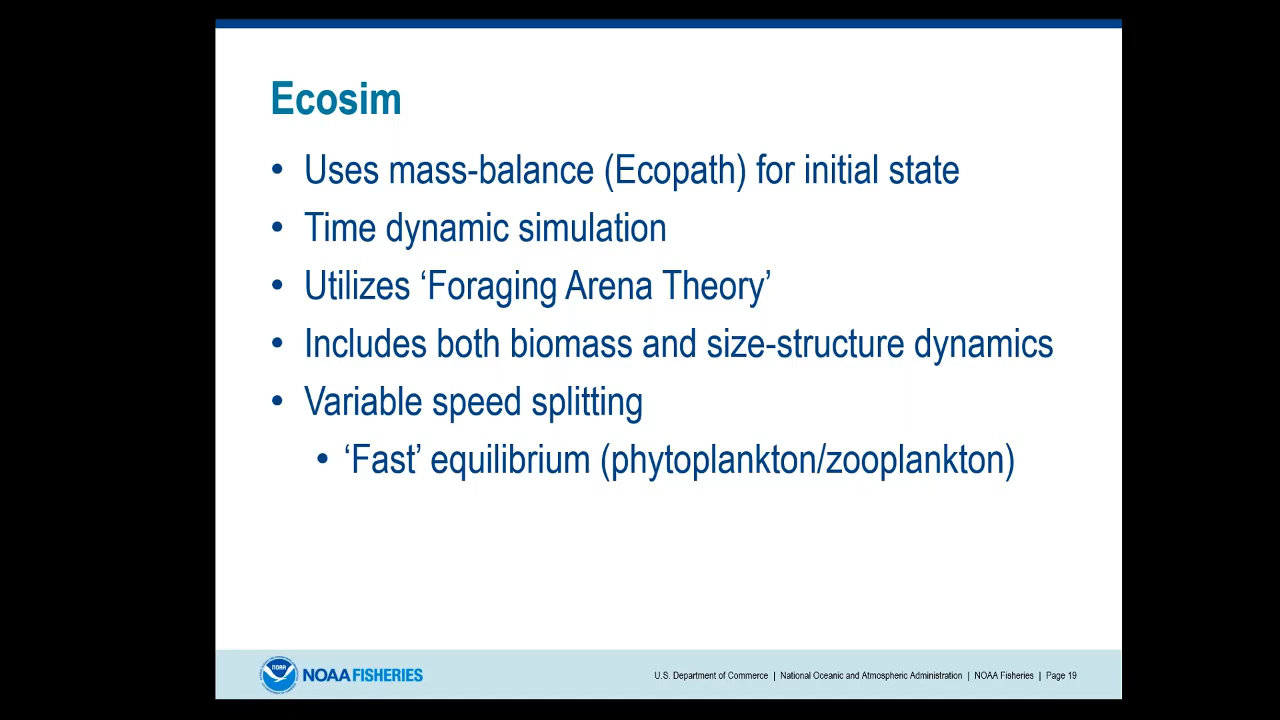 Ecosim
• Uses mass-balance (Ecopath) for initial state
• Time dynamic simulation
• Utilizes ‘Foraging Arena Theory’
• Includes both biomass and size-structure dynamics
• Variable speed splitting
• ‘Fast’ equilibrium (phytoplankton/zooplankton)
NOAA
NOAA FISHERIES
U.S. Department of Commerce | National Oceanic and Atmospheric Administration | NOAA Fisheries | Page 19